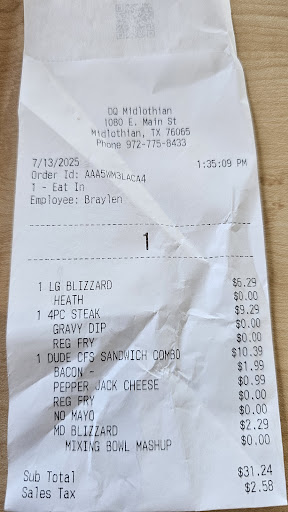 DQ Midlothian
1080 E. Main St
Midlothian, TX 76065
Phone 972-775-8433
7/13/2025 1:35:09 PM
Order Id: AAA5WM3LACA4
1 - Eat In
Employee: Braylen
1
1 LG BLIZZARD $6.29
HEATH $0.00
1 4PC STEAK $9.29
GRAVY DIP $0.00
REG FRY $0.00
1 DUDE CFS SANDWICH COMBO $10.39
BACON - $1.99
PEPPER JACK CHEESE $0.99
REG FRY $0.00
NO MAYO $0.00
MD BLIZZARD $2.29
MIXING BOWL MASHUP $0.00
Sub Total $31.24
Sales Tax $2.58